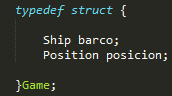 typedef struct {
Ship barco;
Position posicion;
}Game;